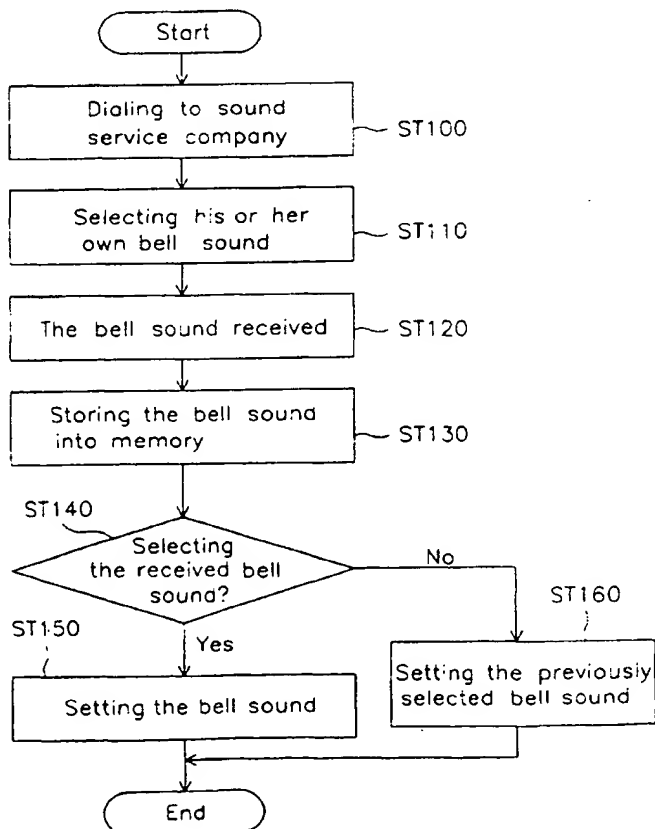 Start
Dialing to sound
service company
ST100
Selecting his or her
own bell sound
ST110
The bell sound received
ST120
Storing the bell sound
into memory
ST130
ST140
Selecting
the received bell
sound?
No
ST160
ST150
Yes
Setting the bell sound
Setting the previously
selected bell sound
End